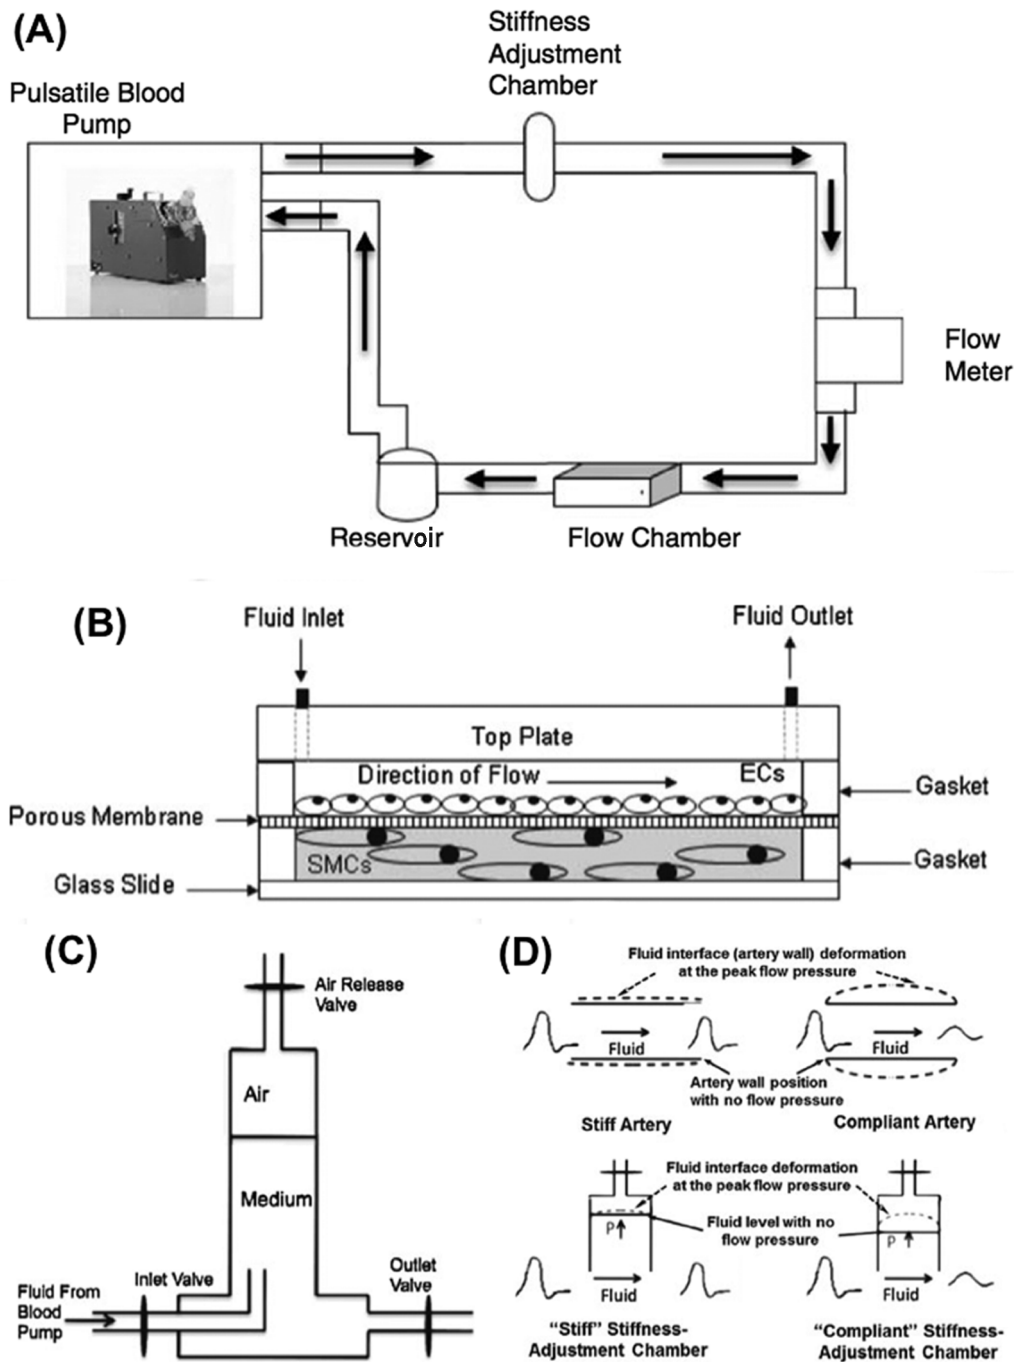 (A)
Stiffness
Adjustment
Chamber
Pulsatile Blood
Pump
Flow
Meter
Reservoir
Flow Chamber
(B)
Fluid Inlet
Fluid Outlet
Top Plate
Direction of Flow
ECs
Gasket
Porous Membrane
SMCs
Gasket
Glass Slide
(C)
Air Release
Valve
Air
Medium
Inlet Valve
Outlet
Valve
Fluid From
Blood
Pump
(D)
Fluid interface (artery wall) deformation
at the peak flow pressure
Fluid
Fluid
Artery wall position
with no flow pressure
Stiff Artery
Compliant Artery
Fluid interface deformation
at the peak flow pressure
Fluid level with no
flow pressure
P
P
Fluid
Fluid
“Stiff” Stiffness-
Adjustment Chamber
“Compliant” Stiffness-
Adjustment Chamber